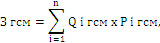 З гсм = n ∑ i=1 Q i гсм x P i гсм,